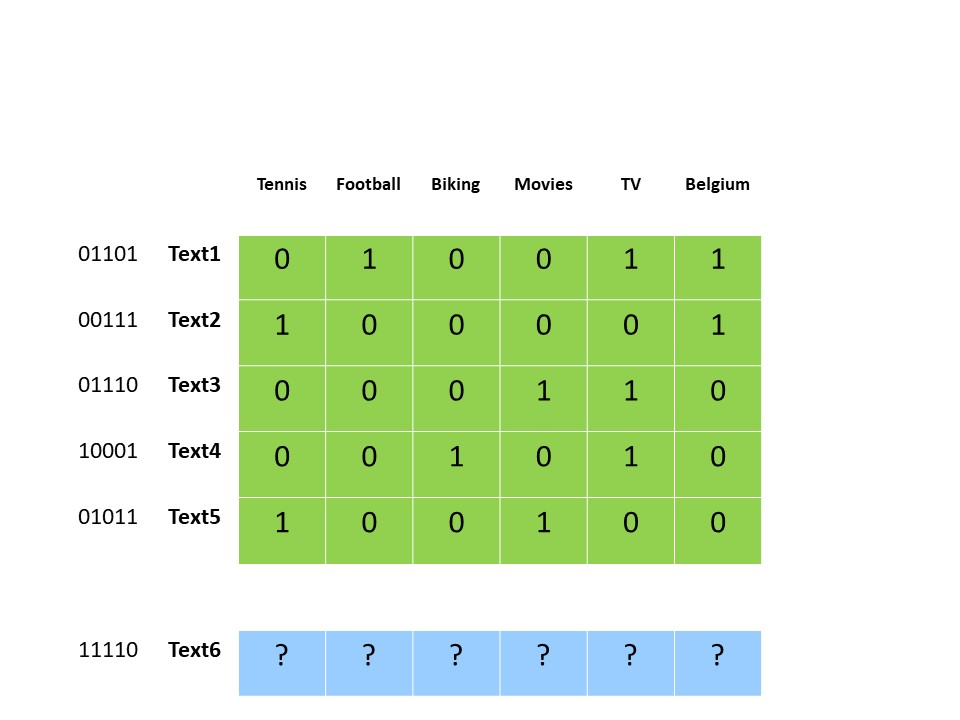 Tennis Football Biking Movies TV Belgium
01101 Text1 0 1 0 0 1 1
00111 Text2 1 0 0 0 0 1
01110 Text3 0 0 0 1 1 0
10001 Text4 0 0 1 0 1 0
01011 Text5 1 0 0 1 0 0
11110 Text6 ? ? ? ? ? ?